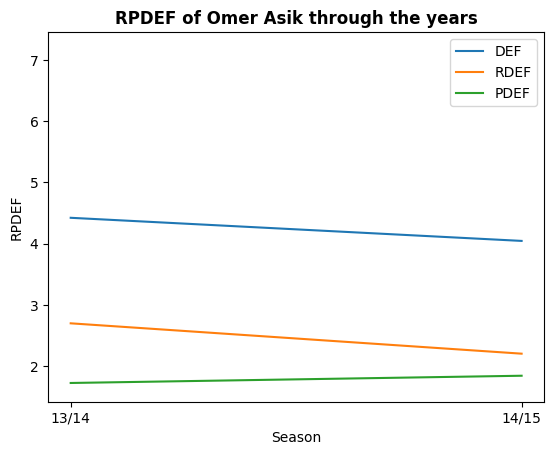 RPDEF of Omer Asik through the years
DEF
RDEF
PDEF
RPDEF
7
6
5
4
3
2
13/14
14/15
Season